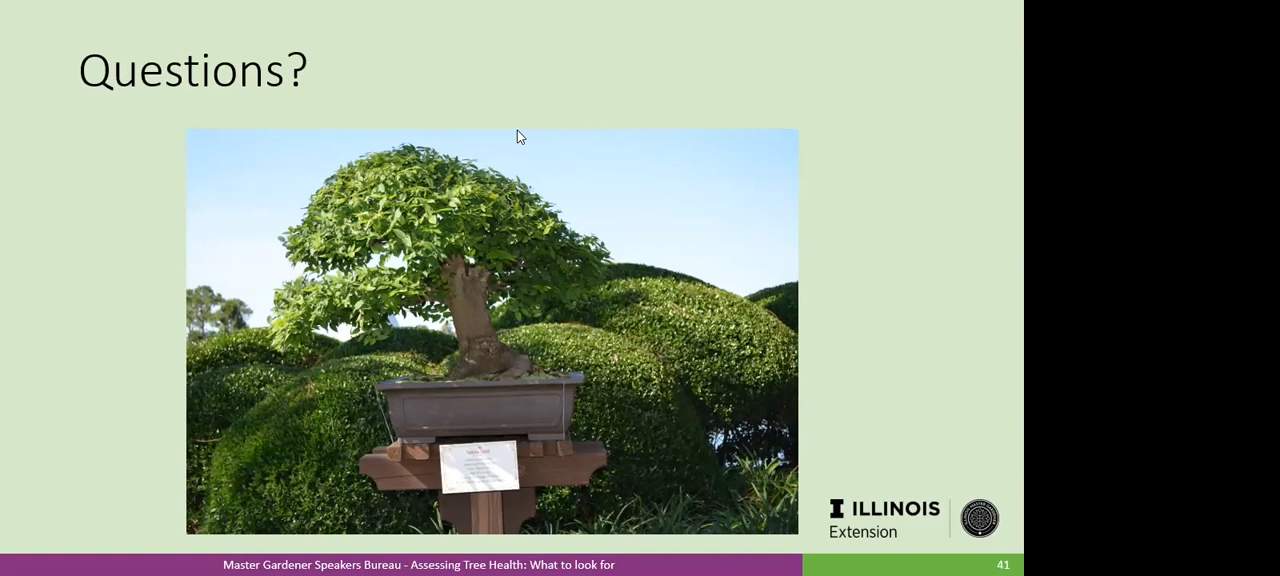 Questions?
ILLINOIS
Extension
Master Gardener Speakers Bureau - Assessing Tree Health: What to look for
41